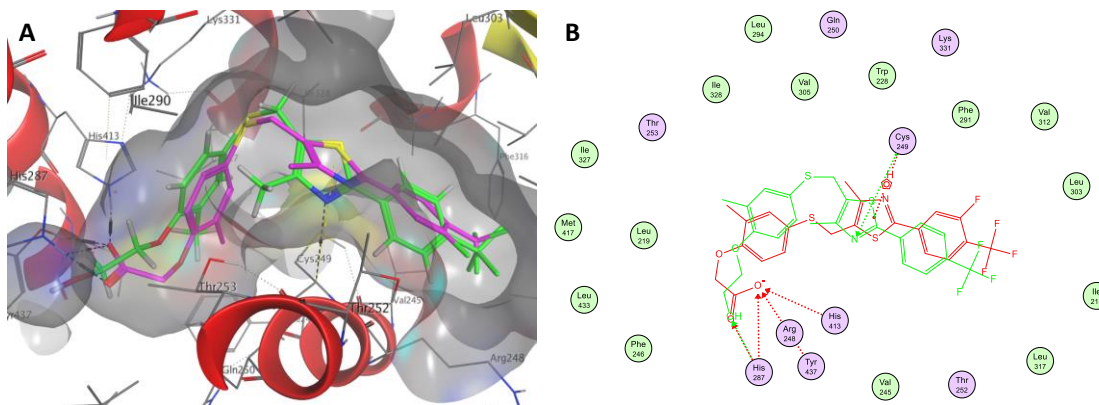 A
Lys331
Leu303
Ile290
His413
His287
Phe316
Cys249
Thr253
Thr252
Val245
Gln250
Arg248
B
Leu
294
Gln
250
Lys
331
Ile
328
Val
305
Trp
228
Thr
253
Phe
291
Val
312
Cys
249
Ile
327
H
S
N
Leu
303
Met
417
Leu
219
S
N
S
F
O
O
F
F
F
F
F
F
O-
OH
Leu
433
His
413
Arg
248
Phe
246
His
287
Tyr
437
Val
245
Thr
252
Leu
317